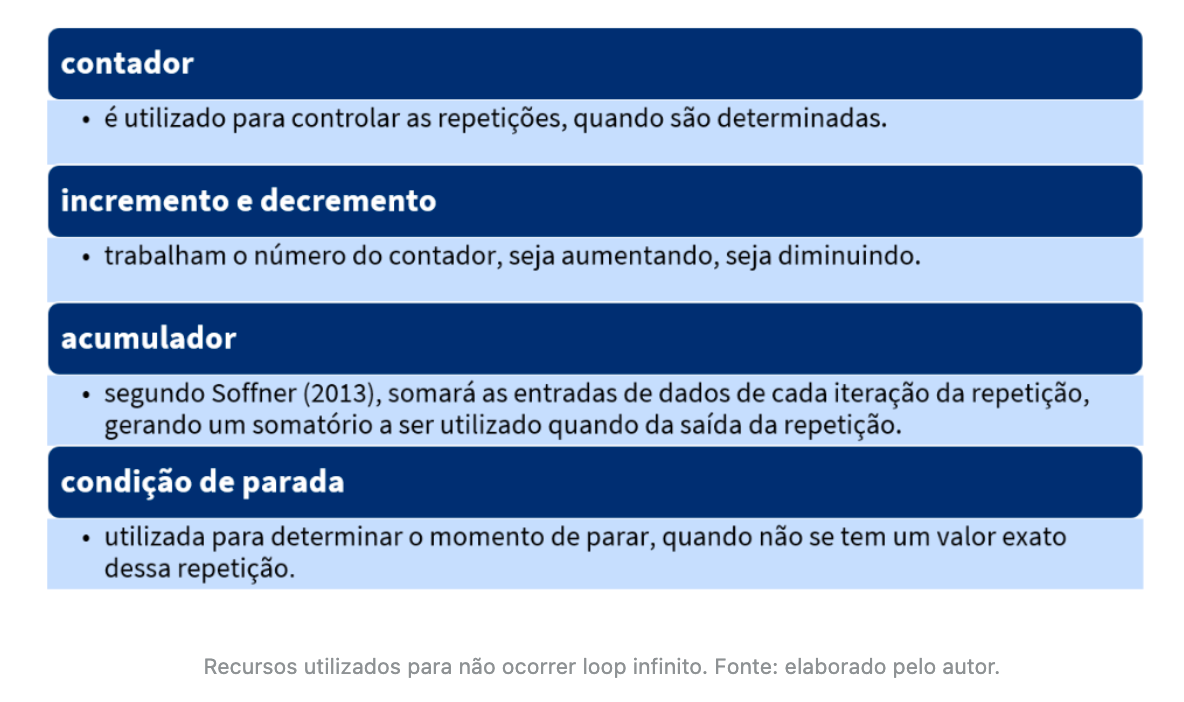 contador
• é utilizado para controlar as repetições, quando são determinadas.
incremento e decremento
• trabalham o número do contador, seja aumentando, seja diminuindo.
acumulador
• segundo Soffner (2013), somará as entradas de dados de cada iteração da repetição,
gerando um somatório a ser utilizado quando da saída da repetição.
condição de parada
• utilizada para determinar o momento de parar, quando não se tem um valor exato
dessa repetição.
Recursos utilizados para não ocorrer loop infinito. Fonte: elaborado pelo autor.